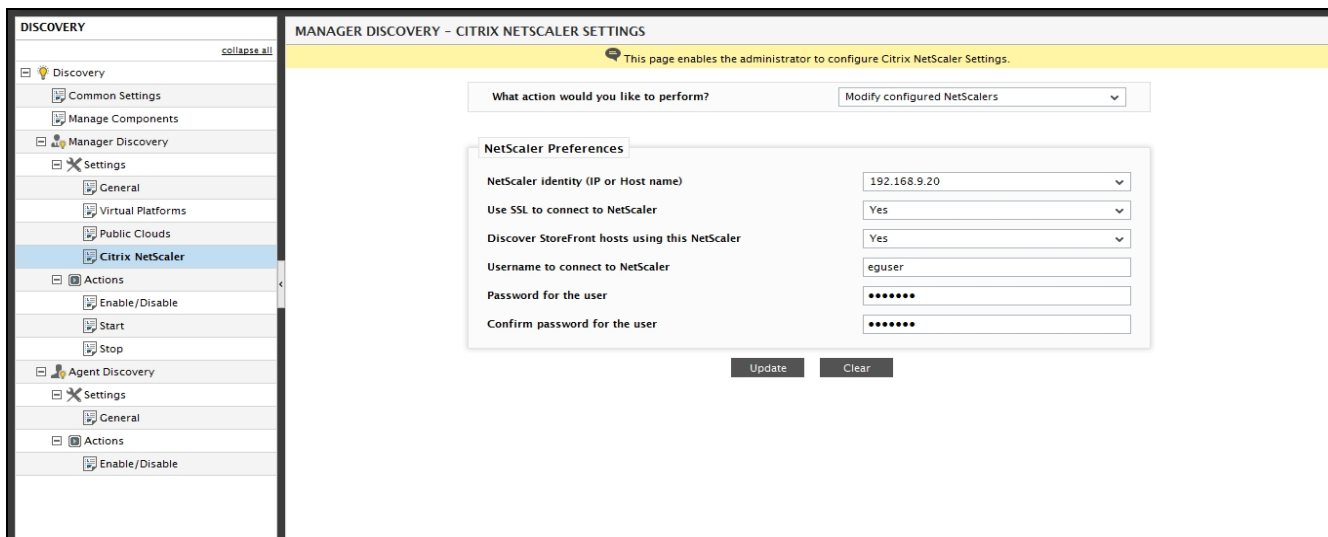 DISCOVERY
collapse all
Discovery
Common Settings
Manage Components
Manager Discovery
Settings
General
Virtual Platforms
Public Clouds
Citrix NetScaler
Actions
Enable/Disable
Start
Stop
Agent Discovery
Settings
General
Actions
Enable/Disable
MANAGER DISCOVERY - CITRIX NETSCALER SETTINGS
This page enables the administrator to configure Citrix NetScaler Settings.
What action would you like to perform? Modify configured NetScalers
NetScaler Preferences
NetScaler identity (IP or Host name) 192.168.9.20
Use SSL to connect to NetScaler Yes
Discover StoreFront hosts using this NetScaler Yes
Username to connect to NetScaler eguser
Password for the user •••••••
Confirm password for the user •••••••
Update Clear